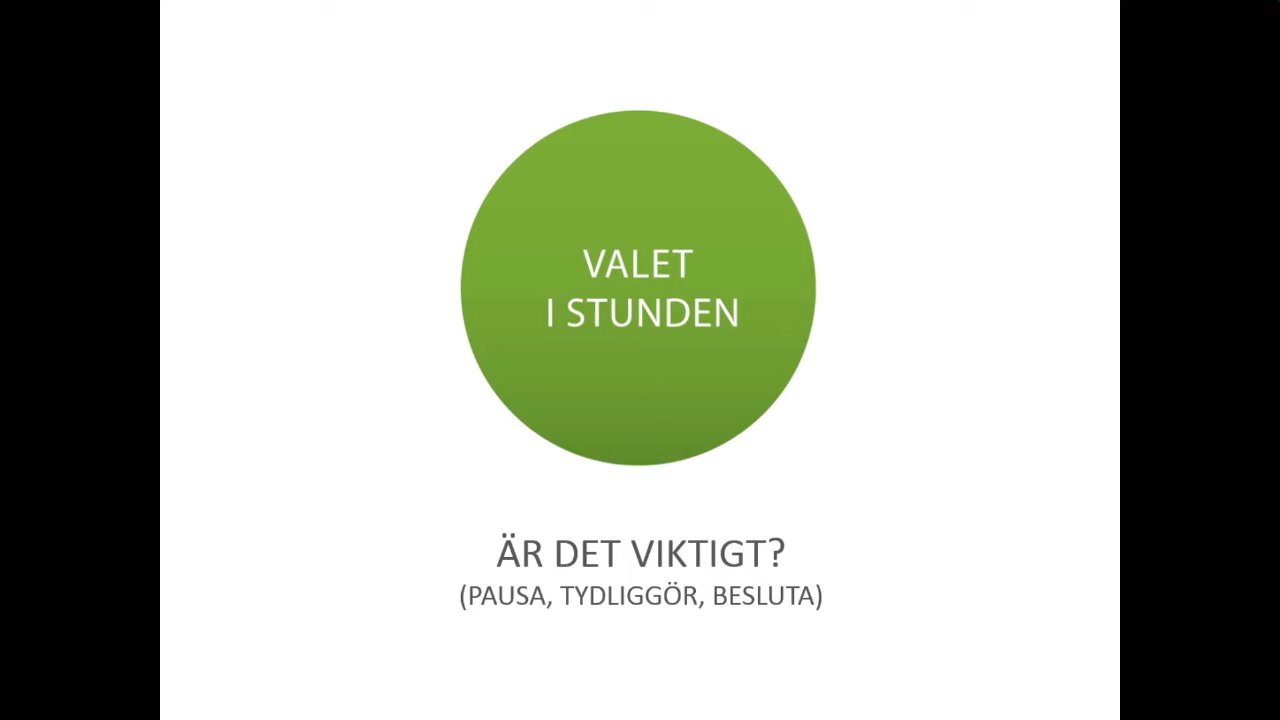 VALET
I STUNDEN
ÄR DET VIKTIGT?
(PAUSA, TYDLIGGÖR, BESLUTA)